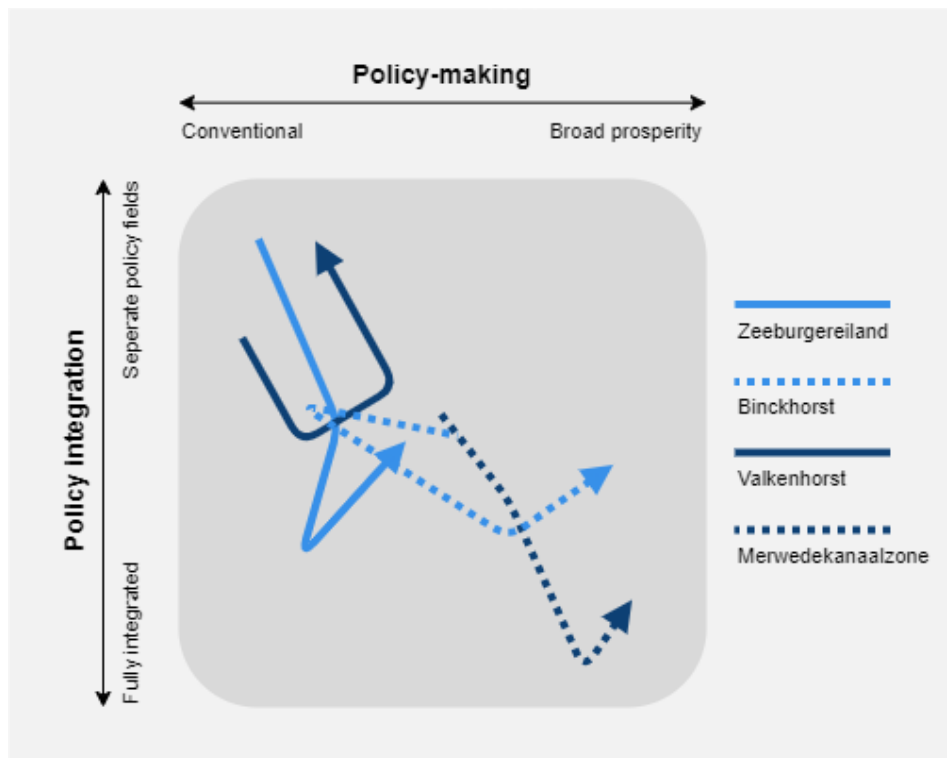 Policy-making
Conventional
Broad prosperity
Policy integration
Seperate policy fields
Fully integrated
Zeeburgereiland
Binckhorst
Valkenhorst
Merwedekanaalzone